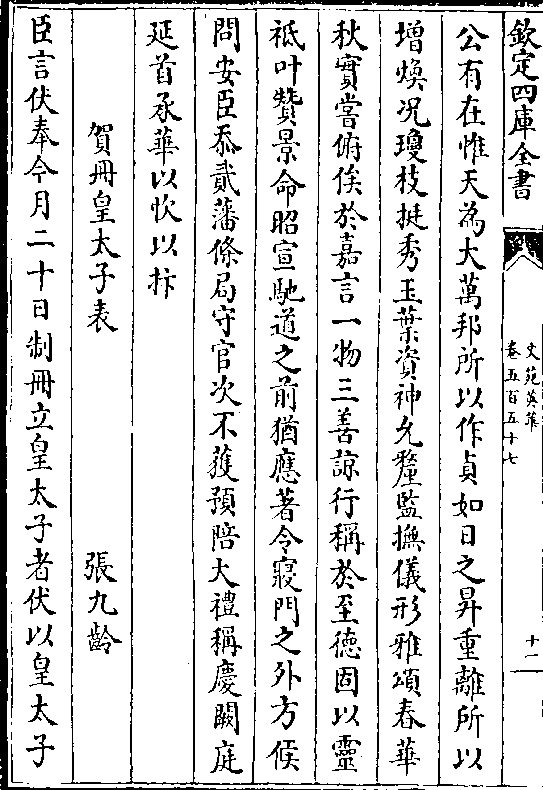 欽定四庫全書
文苑英華
卷五百五十七
十二
公有在惟天為大萬邦所以作貞如日之昇重離所以
增煥况瓊枝挺秀玉葉資神允釐監撫儀形雅頌春華
秋實嘗俯俟於嘉言一物三善諒行稱於至德固以靈
祗叶贊景命昭宣馳道之前猶應著令寢門之外方候
問安臣忝貳藩條局守官次不獲預陪大禮稱慶闕庭
延首承華以忭以抃
賀冊皇太子表
張九齡
臣言伏奉今月二十日制冊立皇太子者伏以皇太子